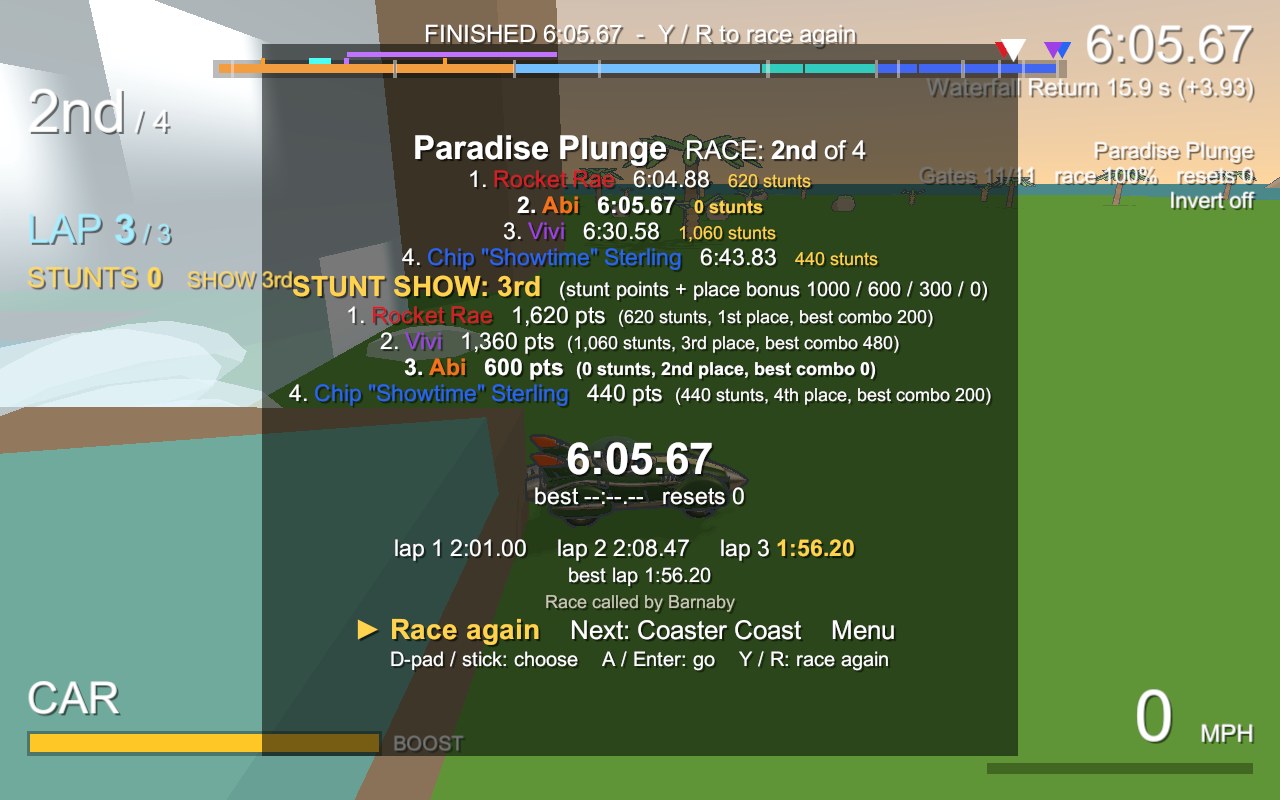 FINISHED 6:05.67 - Y / R to race again
6:05.67
Waterfall Return 15.9 s (+3.93)
2nd / 4
Paradise Plunge RACE: 2nd of 4
Paradise Plunge
1. Rocket Rae 6:04.88 620 stunts
Gates 11/11 race 100% resets 0
2. Abi 6:05.67 0 stunts
Invert off
3. Vivi 6:30.58 1,060 stunts
LAP 3 / 3
4. Chip "Showtime" Sterling 6:43.83 440 stunts
STUNTS 0 SHOW 3rd
STUNT SHOW: 3rd (stunt points + place bonus 1000 / 600 / 300 / 0)
1. Rocket Rae 1,620 pts (620 stunts, 1st place, best combo 200)
2. Vivi 1,360 pts (1,060 stunts, 3rd place, best combo 480)
3. Abi 600 pts (0 stunts, 2nd place, best combo 0)
4. Chip "Showtime" Sterling 440 pts (440 stunts, 4th place, best combo 200)
6:05.67
best --:--.-- resets 0
lap 1 2:01.00 lap 2 2:08.47 lap 3 1:56.20
best lap 1:56.20
Race called by Barnaby
► Race again Next: Coaster Coast Menu
D-pad / stick: choose A / Enter: go Y / R: race again
CAR
BOOST
0 MPH